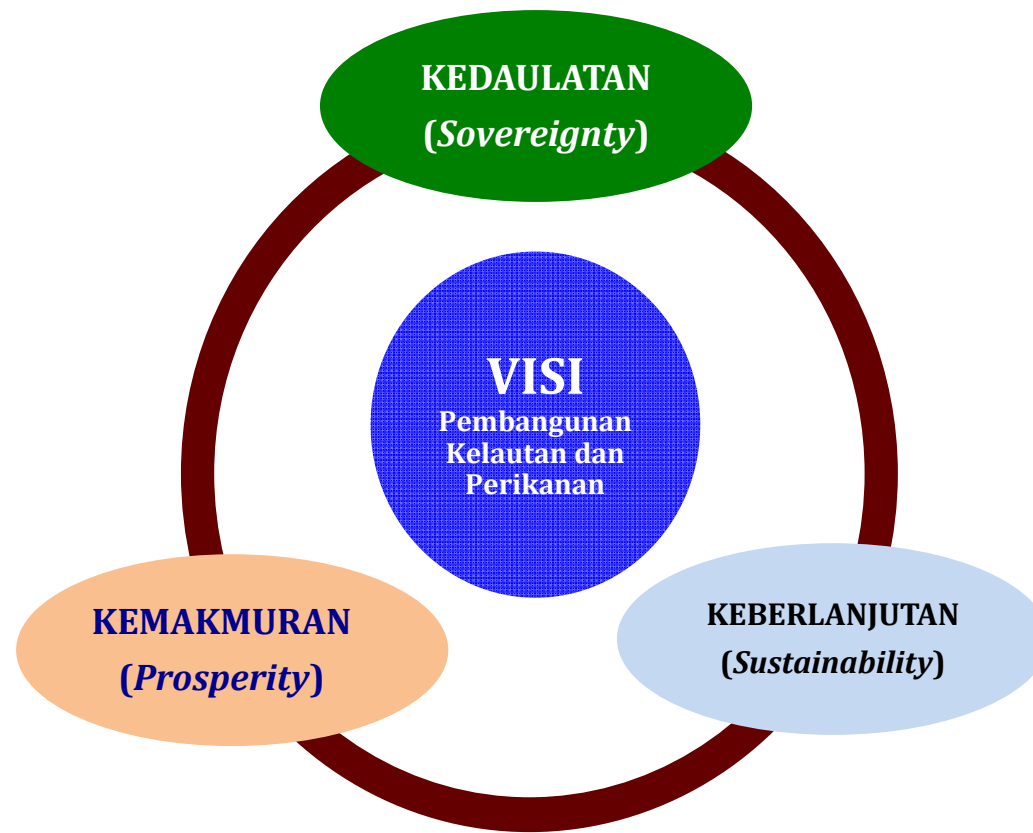 KEDAULATAN
(Sovereignty)
VISI
Pembangunan
Kelautan dan
Perikanan
KEMAKMURAN
(Prosperity)
KEBERLANJUTAN
(Sustainability)